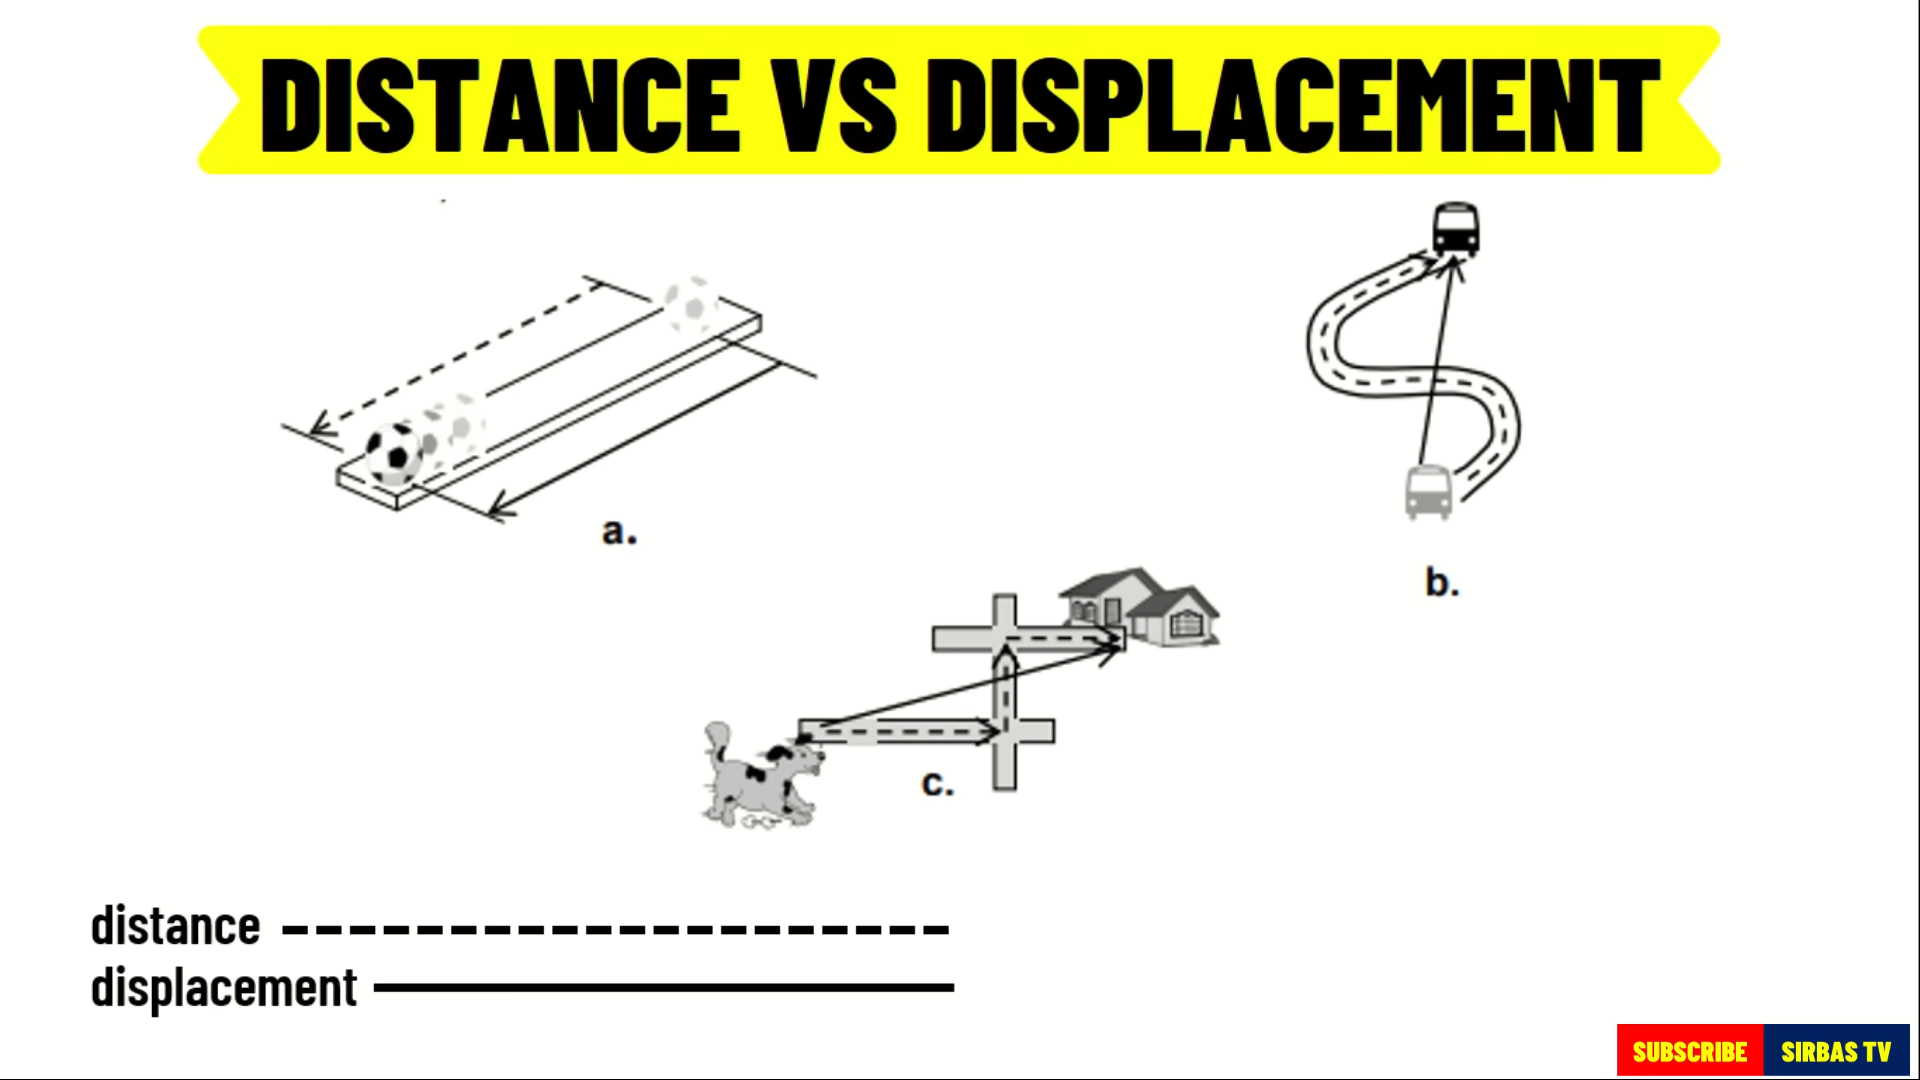 DISTANCE VS DISPLACEMENT
a.
b.
c.
distance
displacement
SUBSCRIBE SIRBAS TV